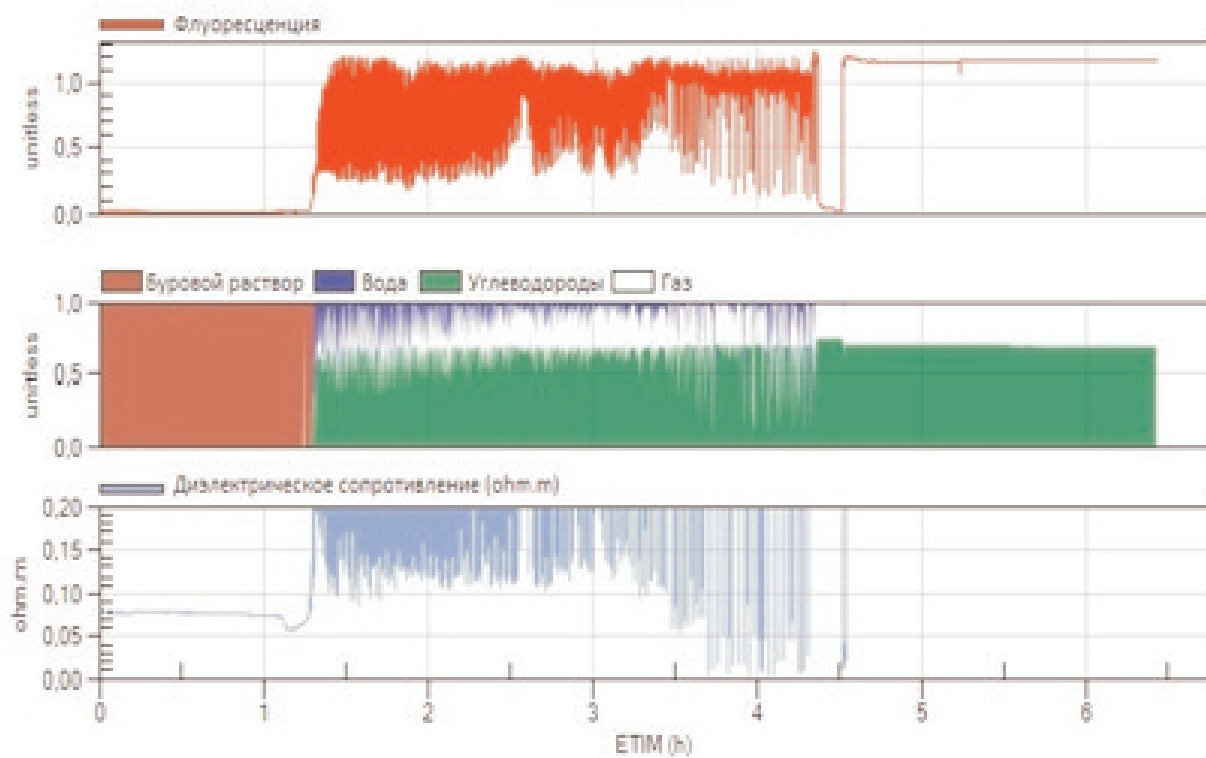 Флуоресценция
1,0
0,5
0,0
unitless
Буровой раствор Вода Углеводороды Газ
1,0
0,5
0,0
unitless
Диэлектрическое сопротивление (ohm.m)
0,20
0,15
0,10
0,05
0,00
ohm.m
0 1 2 3 4 5 6
ETIM (h)